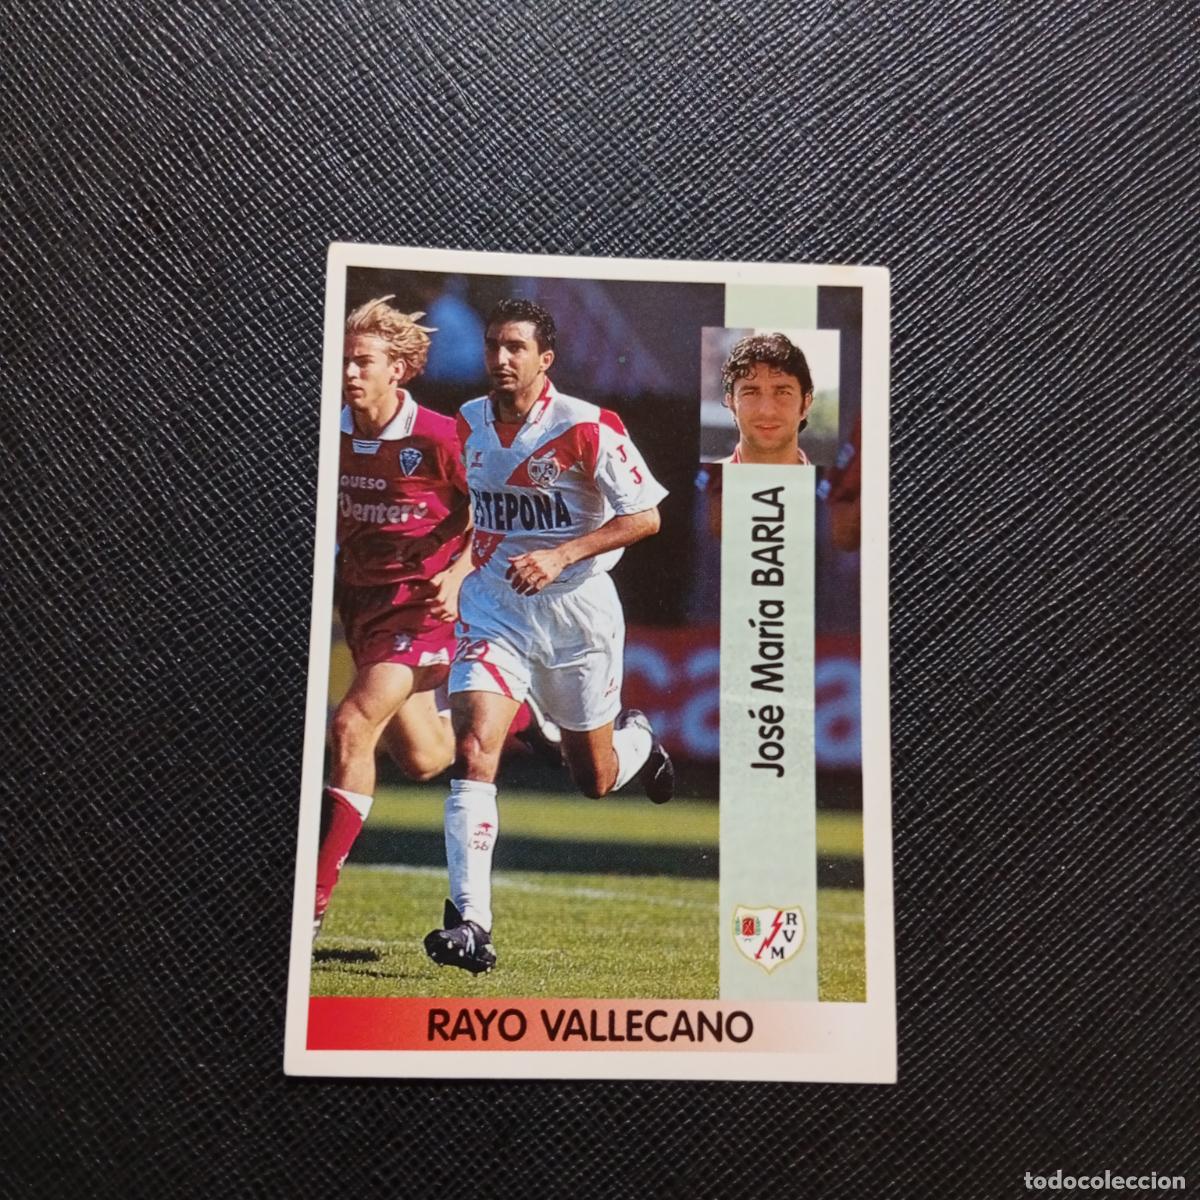 QUESO
Ventero
J
J
ESTEPONA
José María BARLA
RVM
RAYO VALLECANO
todocoleccion